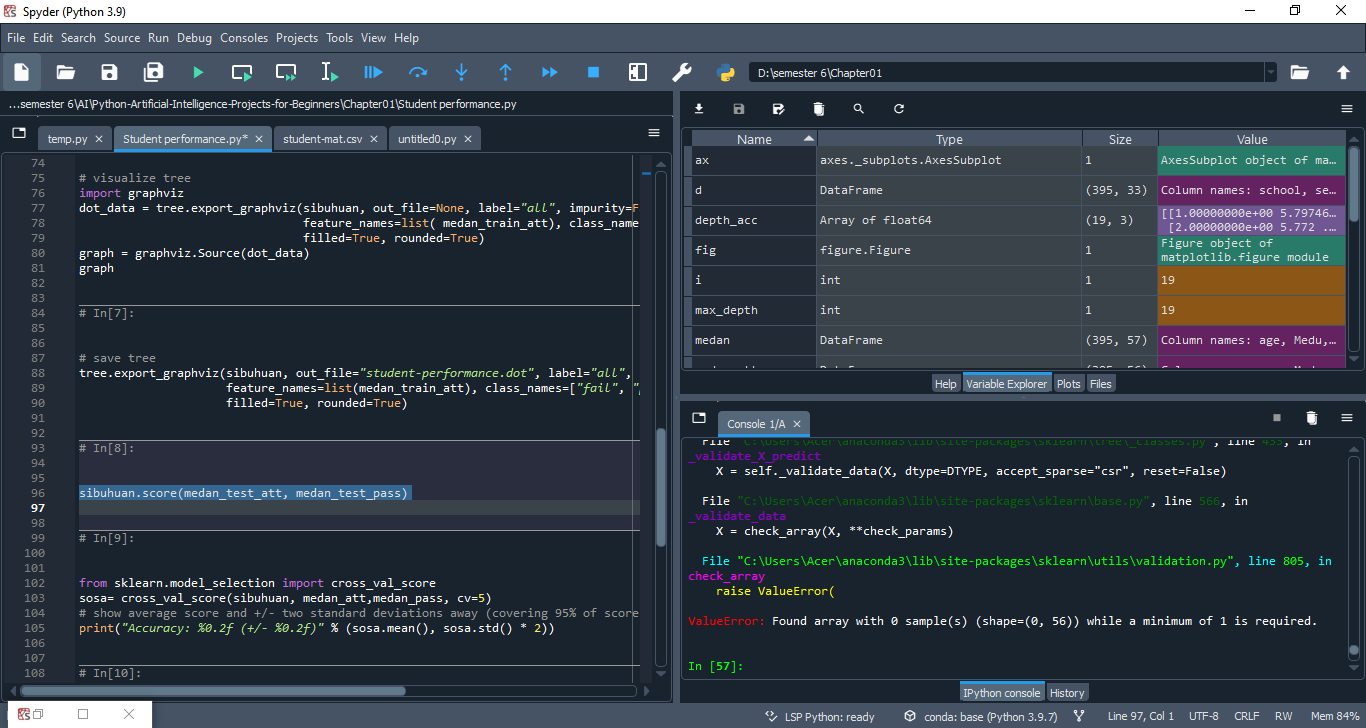 Spyder (Python 3.9)
File Edit Search Source Run Debug Consoles Projects Tools View Help
D:\semester 6\Chapter01
...semester 6\AI\Python-Artificial-Intelligence-Projects-for-Beginners\Chapter01\Student performance.py
temp.py
Student performance.py*
student-mat.csv
untitled0.py
74
75 # visualize tree
76 import graphviz
77 dot_data = tree.export_graphviz(sibuhuan, out_file=None, label="all", impurity=F
78 feature_names=list( medan_train_att), class_name
79 filled=True, rounded=True)
80 graph = graphviz.Source(dot_data)
81 graph
82
83
84 # In[7]:
85
86
87 # save tree
88 tree.export_graphviz(sibuhuan, out_file="student-performance.dot", label="all",
89 feature_names=list(medan_train_att), class_names=["fail", "
90 filled=True, rounded=True)
91
92
93 # In[8]:
94
95
96 sibuhuan.score(medan_test_att, medan_test_pass)
97
98
99 # In[9]:
100
101
102 from sklearn.model_selection import cross_val_score
103 sosa= cross_val_score(sibuhuan, medan_att,medan_pass, cv=5)
104 # show average score and +/- two standard deviations away (covering 95% of score
105 print("Accuracy: %0.2f (+/- %0.2f)" % (sosa.mean(), sosa.std() * 2))
106
107
108 # In[10]:
Name Type Size Value
ax axes._subplots.AxesSubplot 1 AxesSubplot object of ma...
d DataFrame (395, 33) Column names: school, se...
depth_acc Array of float64 (19, 3) [[1.00000000e+00 5.79746...
[2.00000000e+00 5.772 ...
fig figure.Figure 1 Figure object of
matplotlib.figure module
i int 1 19
max_depth int 1 19
medan DataFrame (395, 57) Column names: age, Medu,...
Help Variable Explorer Plots Files
Console 1/A
File "C:\Users\Acer\anaconda3\lib\site-packages\sklearn\tree\_classes.py", line 433, in
_validate_X_predict
X = self._validate_data(X, dtype=DTYPE, accept_sparse="csr", reset=False)
File "C:\Users\Acer\anaconda3\lib\site-packages\sklearn\base.py", line 566, in
_validate_data
X = check_array(X, **check_params)
File "C:\Users\Acer\anaconda3\lib\site-packages\sklearn\utils\validation.py", line 805, in
check_array
raise ValueError(
ValueError: Found array with 0 sample(s) (shape=(0, 56)) while a minimum of 1 is required.
In [57]:
IPython console History
LSP Python: ready conda: base (Python 3.9.7) Line 97, Col 1 UTF-8 CRLF RW Mem 84%